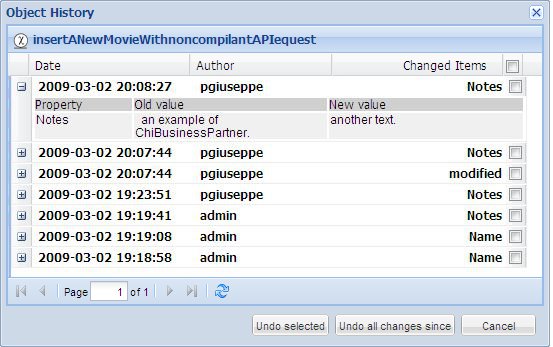 Object History
insertANewMovieWithnoncompilantAPIequest
Date Author Changed Items
2009-03-02 20:08:27 pgiuseppe Notes
Property Old value New value
Notes an example of another text.
ChiBusinessPartner.
2009-03-02 20:07:44 pgiuseppe Notes
2009-03-02 20:07:44 pgiuseppe modified
2009-03-02 19:23:51 pgiuseppe Notes
2009-03-02 19:19:41 admin Notes
2009-03-02 19:19:08 admin Name
2009-03-02 19:18:58 admin Name
Page 1 of 1
Undo selected Undo all changes since Cancel